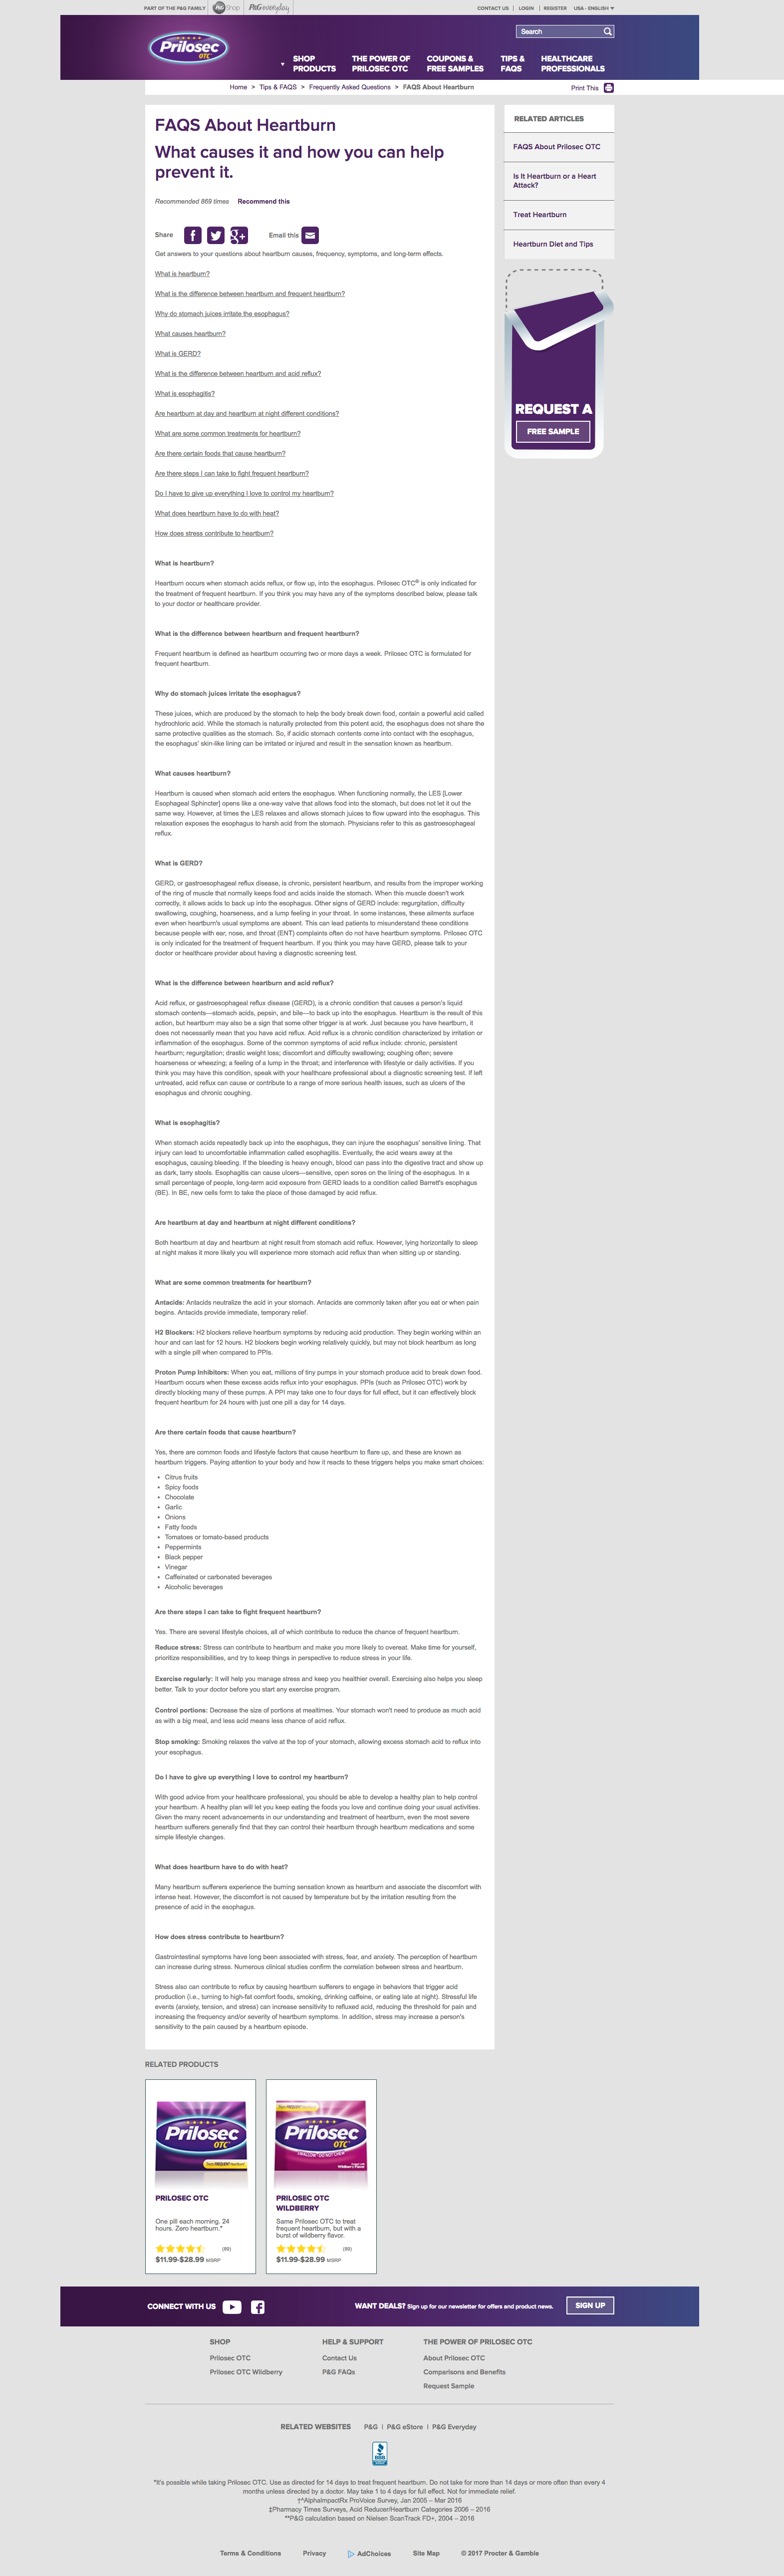 PART OF THE P&G FAMILY P&G Shop P&G everyday CONTACT US | LOGIN | REGISTER USA - ENGLISH ▼
Prilosec OTC
Search
SHOP PRODUCTS
THE POWER OF PRILOSEC OTC
COUPONS & FREE SAMPLES
TIPS & FAQS
HEALTHCARE PROFESSIONALS
Home > Tips & FAQS > Frequently Asked Questions > FAQS About Heartburn
Print This
FAQS About Heartburn
What causes it and how you can help
prevent it.
Recommended 869 times Recommend this
Share Email this
Get answers to your questions about heartburn causes, frequency, symptoms, and long-term effects.
What is heartburn?
What is the difference between heartburn and frequent heartburn?
Why do stomach juices irritate the esophagus?
What causes heartburn?
What is GERD?
What is the difference between heartburn and acid reflux?
What is esophagitis?
Are heartburn at day and heartburn at night different conditions?
What are some common treatments for heartburn?
Are there certain foods that cause heartburn?
Are there steps I can take to fight frequent heartburn?
Do I have to give up everything I love to control my heartburn?
What does heartburn have to do with heat?
How does stress contribute to heartburn?
What is heartburn?
Heartburn occurs when stomach acids reflux, or flow up, into the esophagus. Prilosec OTC® is only indicated for
the treatment of frequent heartburn. If you think you may have any of the symptoms described below, please talk
to your doctor or healthcare provider.
What is the difference between heartburn and frequent heartburn?
Frequent heartburn is defined as heartburn occurring two or more days a week. Prilosec OTC is formulated for
frequent heartburn.
Why do stomach juices irritate the esophagus?
These juices, which are produced by the stomach to help the body break down food, contain a powerful acid called
hydrochloric acid. While the stomach is naturally protected from this potent acid, the esophagus does not share the
same protective qualities as the stomach. So, if acidic stomach contents come into contact with the esophagus,
the esophagus' skin-like lining can be irritated or injured and result in the sensation known as heartburn.
What causes heartburn?
Heartburn is caused when stomach acid enters the esophagus. When functioning normally, the LES [Lower
Esophageal Sphincter] opens like a one-way valve that allows food into the stomach, but does not let it out the
same way. However, at times the LES relaxes and allows stomach juices to flow upward into the esophagus. This
relaxation exposes the esophagus to harsh acid from the stomach. Physicians refer to this as gastroesophageal
reflux.
What is GERD?
GERD, or gastroesophageal reflux disease, is chronic, persistent heartburn, and results from the improper working
of the ring of muscle that normally keeps food and acids inside the stomach. When this muscle doesn't work
correctly, it allows acids to back up into the esophagus. Other signs of GERD include: regurgitation, difficulty
swallowing, coughing, hoarseness, and a lump feeling in your throat. In some instances, these ailments surface
even when heartburn's usual symptoms are absent. This can lead patients to misunderstand these conditions
because people with ear, nose, and throat (ENT) complaints often do not have heartburn symptoms. Prilosec OTC
is only indicated for the treatment of frequent heartburn. If you think you may have GERD, please talk to your
doctor or healthcare provider about having a diagnostic screening test.
What is the difference between heartburn and acid reflux?
Acid reflux, or gastroesophageal reflux disease (GERD), is a chronic condition that causes a person's liquid
stomach contents—stomach acids, pepsin, and bile—to back up into the esophagus. Heartburn is the result of this
action, but heartburn may also be a sign that some other trigger is at work. Just because you have heartburn, it
does not necessarily mean that you have acid reflux. Acid reflux is a chronic condition characterized by irritation or
inflammation of the esophagus. Some of the common symptoms of acid reflux include: chronic, persistent
heartburn; regurgitation; drastic weight loss; discomfort and difficulty swallowing; coughing often; severe
hoarseness or wheezing; a feeling of a lump in the throat; and interference with lifestyle or daily activities. If you
think you may have this condition, speak with your healthcare professional about a diagnostic screening test. If left
untreated, acid reflux can cause or contribute to a range of more serious health issues, such as ulcers of the
esophagus and chronic coughing.
What is esophagitis?
When stomach acids repeatedly back up into the esophagus, they can injure the esophagus' sensitive lining. That
injury can lead to uncomfortable inflammation called esophagitis. Eventually, the acid wears away at the
esophagus, causing bleeding. If the bleeding is heavy enough, blood can pass into the digestive tract and show up
as dark, tarry stools. Esophagitis can cause ulcers—sensitive, open sores on the lining of the esophagus. In a
small percentage of people, long-term acid exposure from GERD leads to a condition called Barrett's esophagus
(BE). In BE, new cells form to take the place of those damaged by acid reflux.
Are heartburn at day and heartburn at night different conditions?
Both heartburn at day and heartburn at night result from stomach acid reflux. However, lying horizontally to sleep
at night makes it more likely you will experience more stomach acid reflux than when sitting up or standing.
What are some common treatments for heartburn?
Antacids: Antacids neutralize the acid in your stomach. Antacids are commonly taken after you eat or when pain
begins. Antacids provide immediate, temporary relief.
H2 Blockers: H2 blockers relieve heartburn symptoms by reducing acid production. They begin working within an
hour and can last for 12 hours. H2 blockers begin working relatively quickly, but may not block heartburn as long
with a single pill when compared to PPIs.
Proton Pump Inhibitors: When you eat, millions of tiny pumps in your stomach produce acid to break down food.
Heartburn occurs when these excess acids reflux into your esophagus. PPIs (such as Prilosec OTC) work by
directly blocking many of these pumps. A PPI may take one to four days for full effect, but it can effectively block
frequent heartburn for 24 hours with just one pill a day for 14 days.
Are there certain foods that cause heartburn?
Yes, there are common foods and lifestyle factors that cause heartburn to flare up, and these are known as
heartburn triggers. Paying attention to your body and how it reacts to these triggers helps you make smart choices:
• Citrus fruits
• Spicy foods
• Chocolate
• Garlic
• Onions
• Fatty foods
• Tomatoes or tomato-based products
• Peppermints
• Black pepper
• Vinegar
• Caffeinated or carbonated beverages
• Alcoholic beverages
Are there steps I can take to fight frequent heartburn?
Yes. There are several lifestyle choices, all of which contribute to reduce the chance of frequent heartburn.
Reduce stress: Stress can contribute to heartburn and make you more likely to overeat. Make time for yourself,
prioritize responsibilities, and try to keep things in perspective to reduce stress in your life.
Exercise regularly: It will help you manage stress and keep you healthier overall. Exercising also helps you sleep
better. Talk to your doctor before you start any exercise program.
Control portions: Decrease the size of portions at mealtimes. Your stomach won't need to produce as much acid
as with a big meal, and less acid means less chance of acid reflux.
Stop smoking: Smoking relaxes the valve at the top of your stomach, allowing excess stomach acid to reflux into
your esophagus.
Do I have to give up everything I love to control my heartburn?
With good advice from your healthcare professional, you should be able to develop a healthy plan to help control
your heartburn. A healthy plan will let you keep eating the foods you love and continue doing your usual activities.
Given the many recent advancements in our understanding and treatment of heartburn, even the most severe
heartburn sufferers generally find that they can control their heartburn through heartburn medications and some
simple lifestyle changes.
What does heartburn have to do with heat?
Many heartburn sufferers experience the burning sensation known as heartburn and associate the discomfort with
intense heat. However, the discomfort is not caused by temperature but by the irritation resulting from the
presence of acid in the esophagus.
How does stress contribute to heartburn?
Gastrointestinal symptoms have long been associated with stress, fear, and anxiety. The perception of heartburn
can increase during stress. Numerous clinical studies confirm the correlation between stress and heartburn.
Stress also can contribute to reflux by causing heartburn sufferers to engage in behaviors that trigger acid
production (i.e., turning to high-fat comfort foods, smoking, drinking caffeine, or eating late at night). Stressful life
events (anxiety, tension, and stress) can increase sensitivity to refluxed acid, reducing the threshold for pain and
increasing the frequency and/or severity of heartburn symptoms. In addition, stress may increase a person's
sensitivity to the pain caused by a heartburn episode.
RELATED ARTICLES
FAQS About Prilosec OTC
Is It Heartburn or a Heart
Attack?
Treat Heartburn
Heartburn Diet and Tips
REQUEST A
FREE SAMPLE
RELATED PRODUCTS
Prilosec OTC
PRILOSEC OTC
One pill each morning. 24
hours. Zero heartburn.*
(89)
$11.99-$28.99 MSRP
Prilosec OTC
PRILOSEC OTC
WILDBERRY
Same Prilosec OTC to treat
frequent heartburn, but with a
burst of wildberry flavor.
(89)
$11.99-$28.99 MSRP
CONNECT WITH US
WANT DEALS? Sign up for our newsletter for offers and product news.
SIGN UP
SHOP
Prilosec OTC
Prilosec OTC Wildberry
HELP & SUPPORT
Contact Us
P&G FAQs
THE POWER OF PRILOSEC OTC
About Prilosec OTC
Comparisons and Benefits
Request Sample
RELATED WEBSITES P&G | P&G eStore | P&G Everyday
BBB
*It's possible while taking Prilosec OTC. Use as directed for 14 days to treat frequent heartburn. Do not take for more than 14 days or more often than every 4
months unless directed by a doctor. May take 1 to 4 days for full effect. Not for immediate relief.
†^AlphaImpactRx ProVoice Survey, Jan 2005 – Mar 2016
‡Pharmacy Times Surveys, Acid Reducer/Heartburn Categories 2006 – 2016
**P&G calculation based on Nielsen ScanTrack FD+, 2004 – 2016
Terms & Conditions Privacy AdChoices Site Map © 2017 Procter & Gamble